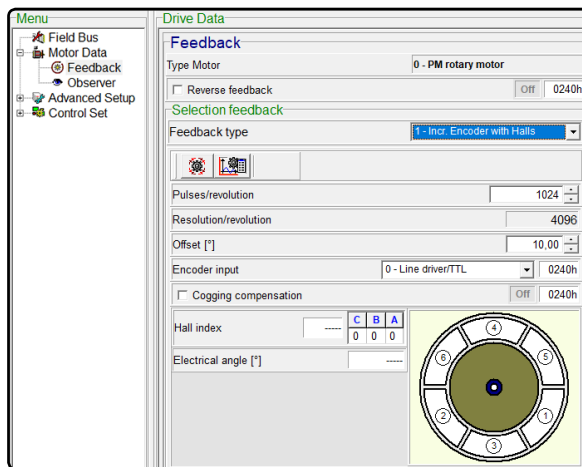 Menu
Field Bus
Motor Data
Feedback
Observer
Advanced Setup
Control Set
Drive Data
Feedback
Type Motor 0 - PM rotary motor
Reverse feedback Off 0240h
Selection feedback
Feedback type 1 - Incr. Encoder with Halls
Pulses/revolution 1024
Resolution/revolution 4096
Offset [°] 10,00
Encoder input 0 - Line driver/TTL 0240h
Cogging compensation Off 0240h
Hall index ----- C B A
0 0 0
Electrical angle [°] -----
4
6 5
2 1
3